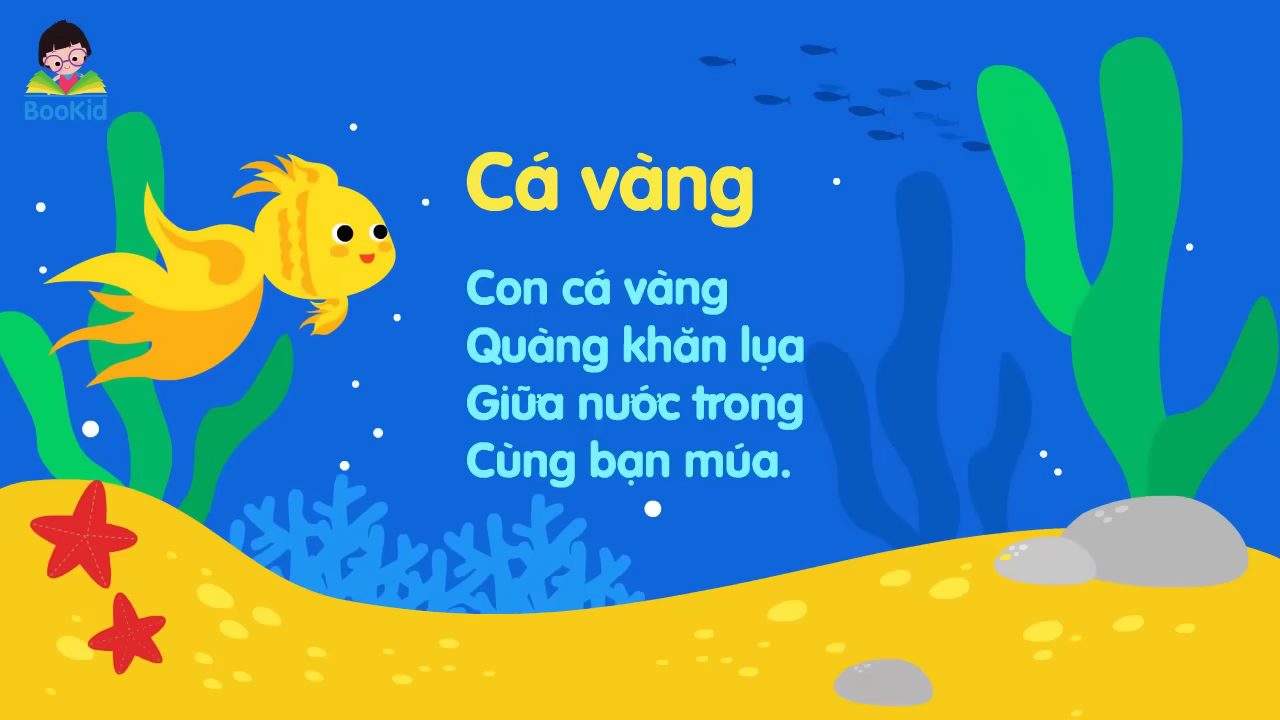 BooKid
Cá vàng
Con cá vàng
Quàng khăn lụa
Giữa nước trong
Cùng bạn múa.